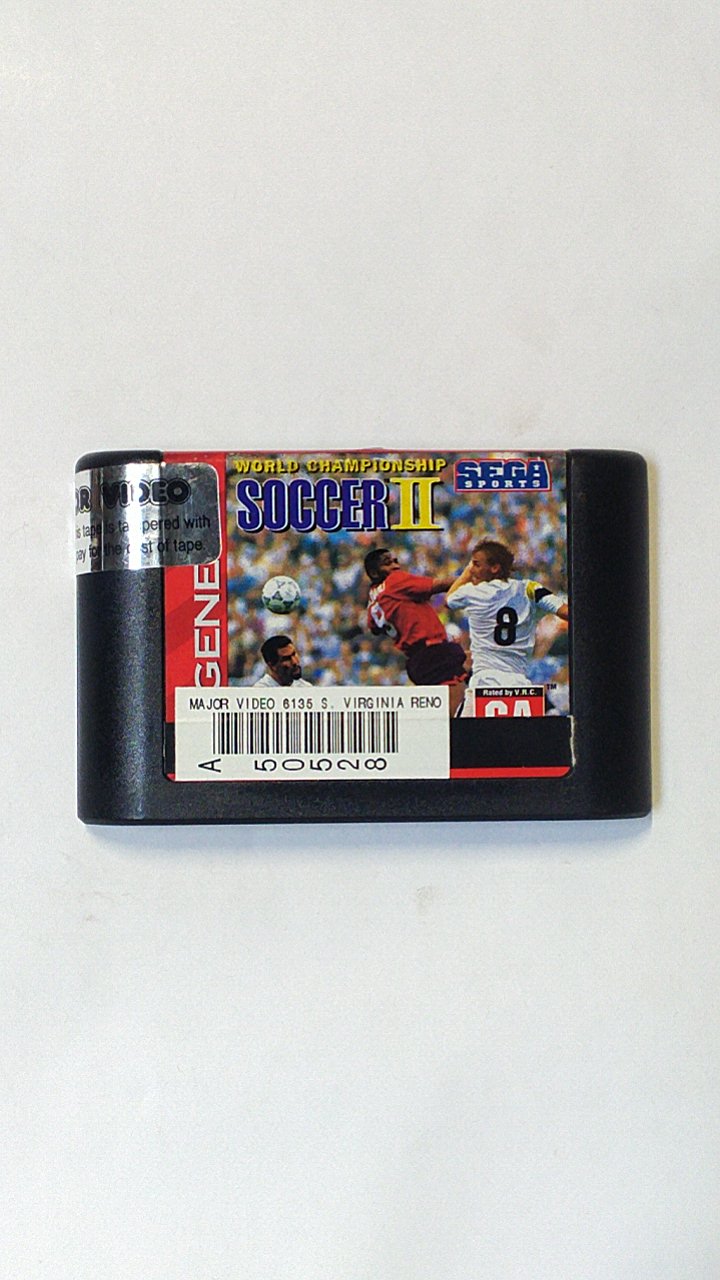 WORLD CHAMPIONSHIP
SOCCER II
SEGA
SPORTS
OR VIDEO
is tape is tampered with
pay for the cost of tape.
GENE
8
Rated by V.R.C.
GA
TM
MAJOR VIDEO 6135 S. VIRGINIA RENO
A 50528